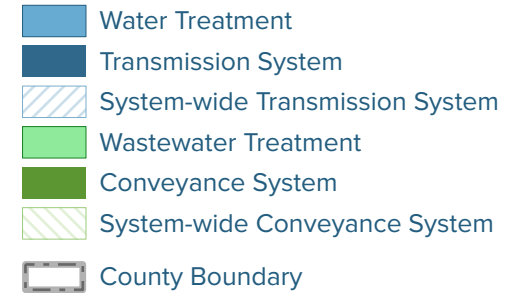 Water Treatment
Transmission System
System-wide Transmission System
Wastewater Treatment
Conveyance System
System-wide Conveyance System
County Boundary